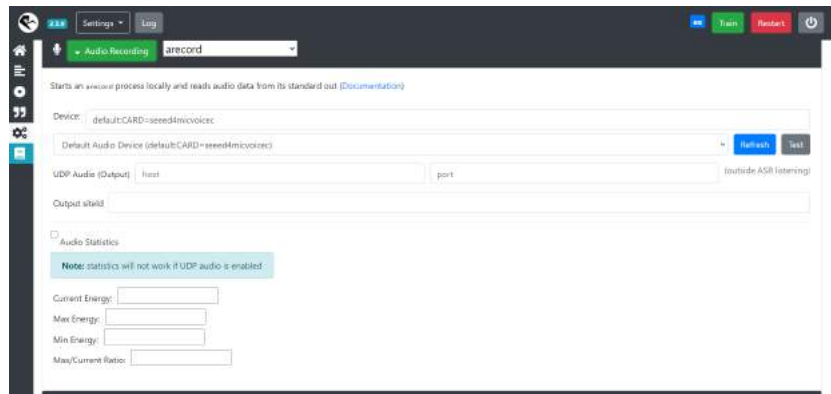 2.5.8 Settings Log Train Restart
Audio Recording arecord
Starts an arecord process locally and reads audio data from its standard out (Documentation)
Device: default:CARD=seeed4micvoicec
Default Audio Device (default:CARD=seeed4micvoicec) Refresh Test
UDP Audio (Output) host port (outside ASR listening)
Output siteId
Audio Statistics
Note: statistics will not work if UDP audio is enabled
Current Energy:
Max Energy:
Min Energy:
Max/Current Ratio: